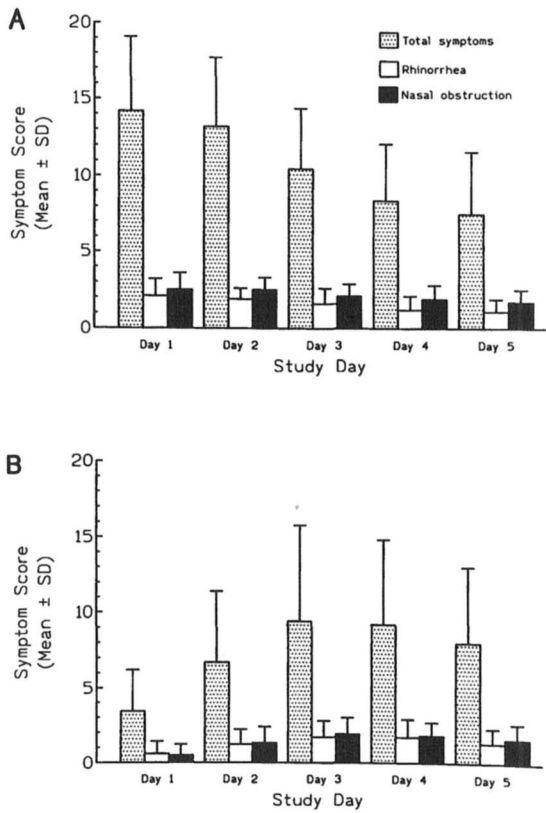 A
20
15
10
5
0
Symptom Score
(Mean ± SD)
Total symptoms
Rhinorrhea
Nasal obstruction
Day 1 Day 2 Day 3 Day 4 Day 5
Study Day
B
20
15
10
5
0
Symptom Score
(Mean ± SD)
Day 1 Day 2 Day 3 Day 4 Day 5
Study Day